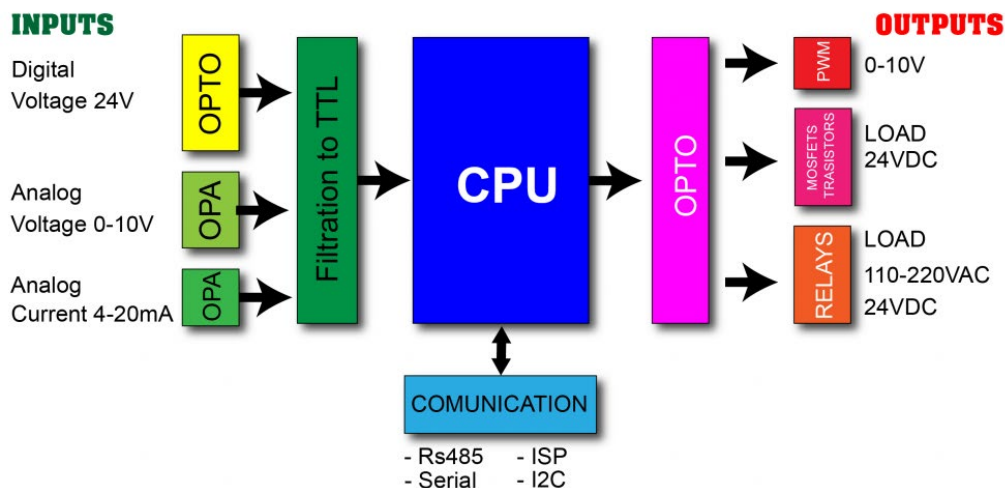 INPUTS
Digital
Voltage 24V
OPTO
Analog
Voltage 0-10V
OPA
Analog
Current 4-20mA
OPA
Filtration to TTL
CPU
COMUNICATION
- Rs485
- ISP
- Serial
- I2C
OPTO
OUTPUTS
PWM
0-10V
MOSFETS
TRASISTORS
LOAD
24VDC
RELAYS
LOAD
110-220VAC
24VDC